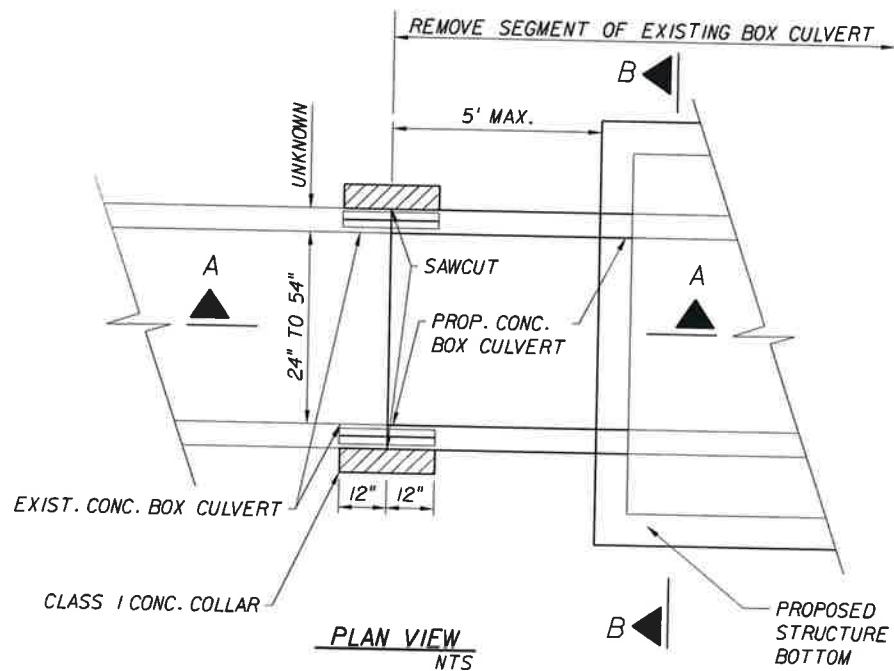 REMOVE SEGMENT OF EXISTING BOX CULVERT
B
5' MAX.
UNKNOWN
A
24" TO 54"
SAWCUT
PROP. CONC.
BOX CULVERT
A
EXIST. CONC. BOX CULVERT
12" 12"
CLASS I CONC. COLLAR
PLAN VIEW
NTS
B
PROPOSED
STRUCTURE
BOTTOM